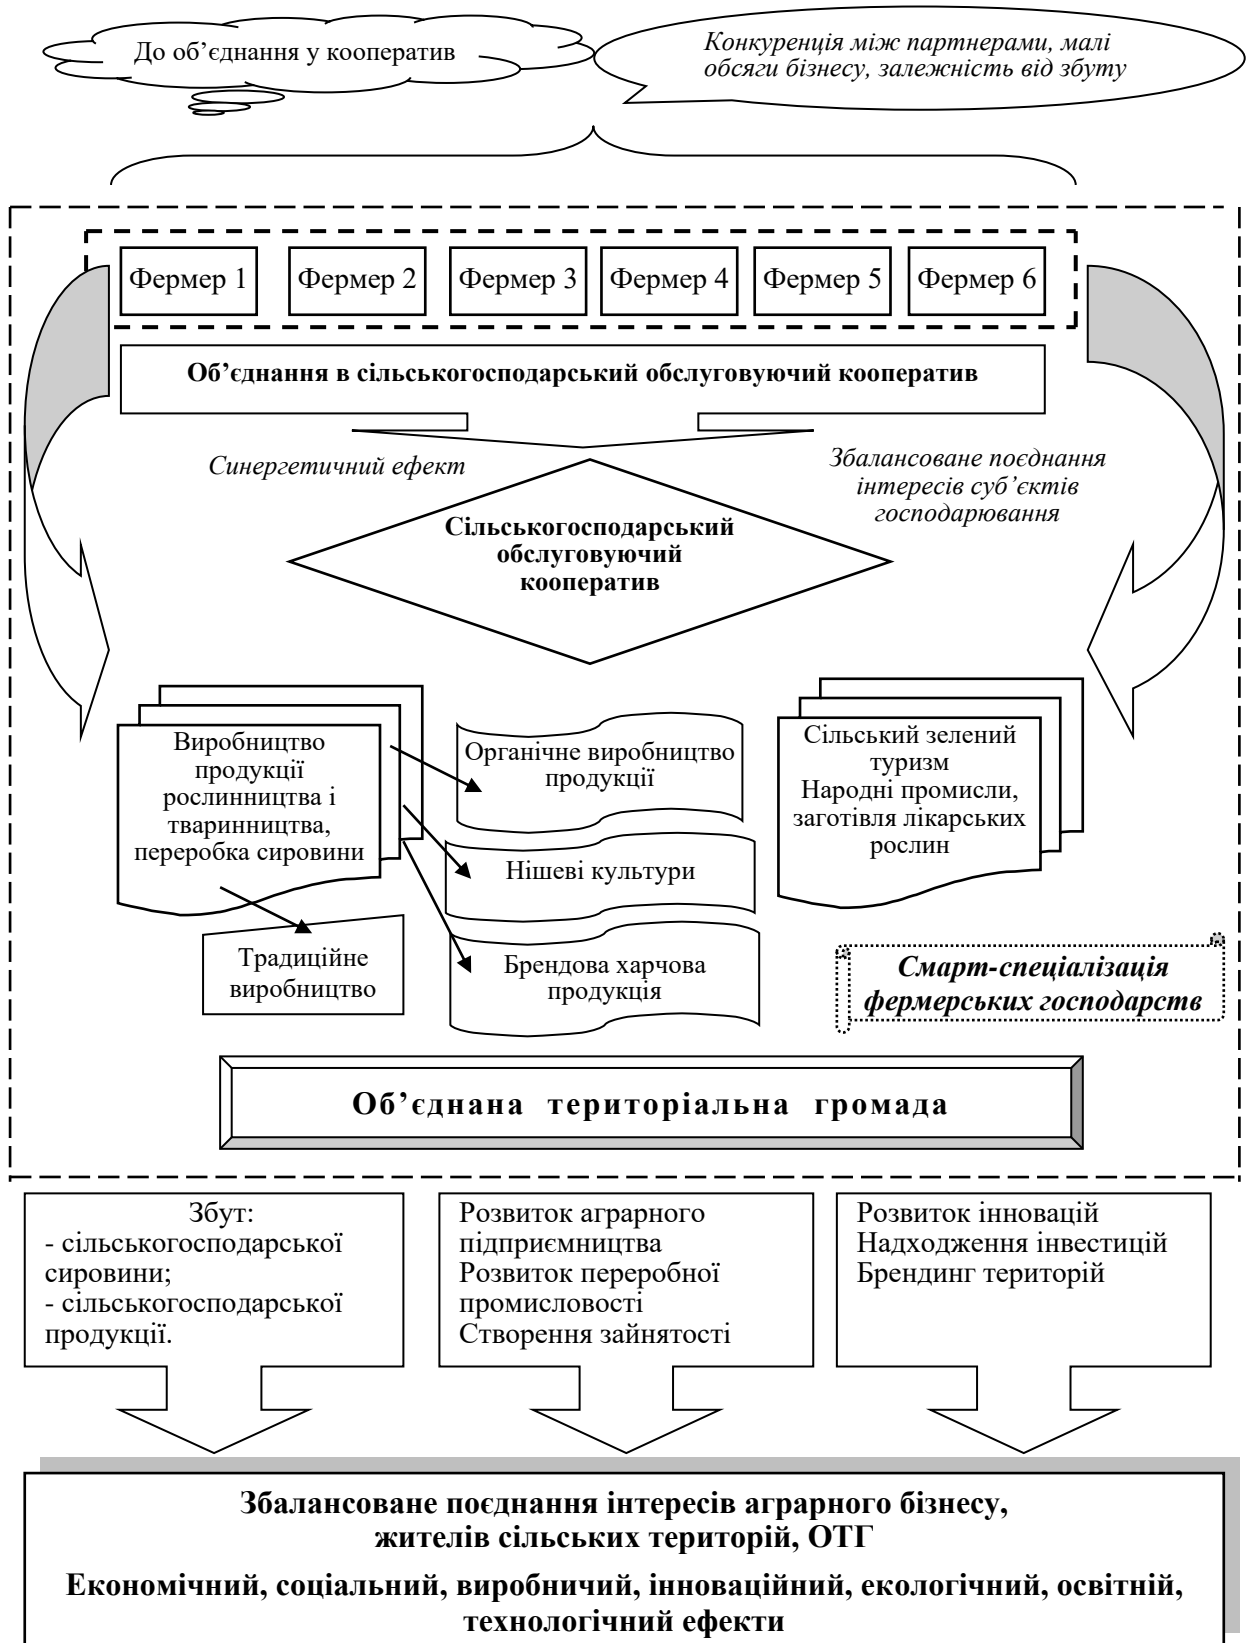 До об’єднання у кооператив
Конкуренція між партнерами, малі
обсяги бізнесу, залежність від збуту
Фермер 1
Фермер 2
Фермер 3
Фермер 4
Фермер 5
Фермер 6
Об’єднання в сільськогосподарський обслуговуючий кооператив
Синергетичний ефект
Збалансоване поєднання
інтересів суб’єктів
господарювання
Сільськогосподарський
обслуговуючий
кооператив
Виробництво
продукції
рослинництва і
тваринництва,
переробка сировини
Органічне виробництво
продукції
Нішеві культури
Брендова харчова
продукція
Традиційне
виробництво
Сільський зелений
туризм
Народні промисли,
заготівля лікарських
рослин
Смарт-спеціалізація
фермерських господарств
Об’єднана територіальна громада
Збут:
- сільськогосподарської
сировини;
- сільськогосподарської
продукції.
Розвиток аграрного
підприємництва
Розвиток переробної
промисловості
Створення зайнятості
Розвиток інновацій
Надходження інвестицій
Брендинг територій
Збалансоване поєднання інтересів аграрного бізнесу,
жителів сільських територій, ОТГ
Економічний, соціальний, виробничий, інноваційний, екологічний, освітній,
технологічний ефекти